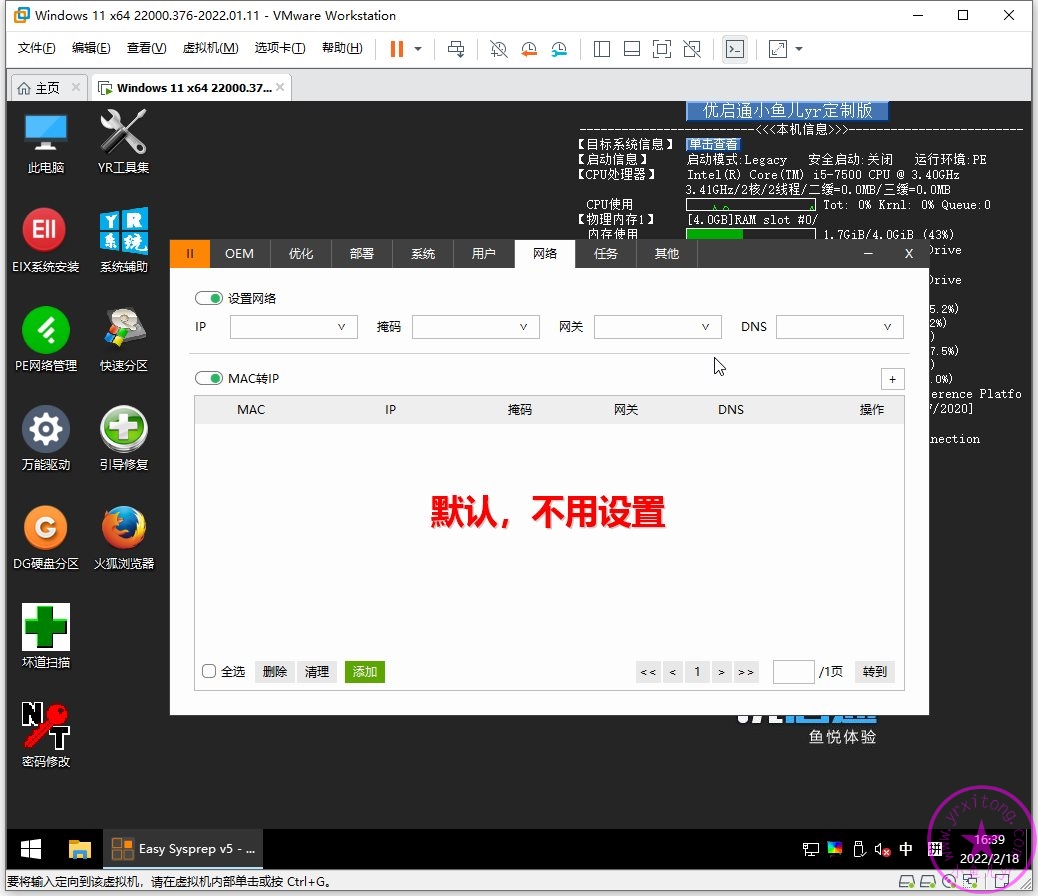 Windows 11 x64 22000.376-2022.01.11 - VMware Workstation
文件(F) 编辑(E) 查看(V) 虚拟机(M) 选项卡(T) 帮助(H)
主页 Windows 11 x64 22000.37...
优启通小鱼儿yr定制版
-------------------------<<<本机信息>>>-------------------------
【目标系统信息】 单击查看
【启动信息】 启动模式:Legacy 安全启动:关闭 运行环境:PE
【CPU处理器】 Intel(R) Core(TM) i5-7500 CPU @ 3.40GHz
3.41GHz/2核/2线程/二缓=0.0MB/三缓=0.0MB
CPU使用 Tot: 0% Krnl: 0% Queue:0
【物理内存1】 [4.0GB]RAM slot #0/
内存使用 1.7GiB/4.0GiB (43%)
此电脑 YR工具集
EIX系统安装 系统辅助
PE网络管理 快速分区
万能驱动 引导修复
DG硬盘分区 火狐浏览器
坏道扫描
密码修改
EII
YR系统
G
NT
II OEM 优化 部署 系统 用户 网络 任务 其他 – X
设置网络
IP 掩码 网关 DNS
MAC转IP +
MAC IP 掩码 网关 DNS 操作
默认，不用设置
全选 删除 清理 添加 << < 1 > >> /1页 转到
rive
Drive
5.2%)
2%)
)
7.5%)
)
.0%)
erence Platfo
7/2020]
nection
鱼悦体验
Easy Sysprep v5 - ...
中 拼 16:39
2022/2/18
www.yrxitong.com
要将输入定向到该虚拟机，请在虚拟机内部单击或按 Ctrl+G。